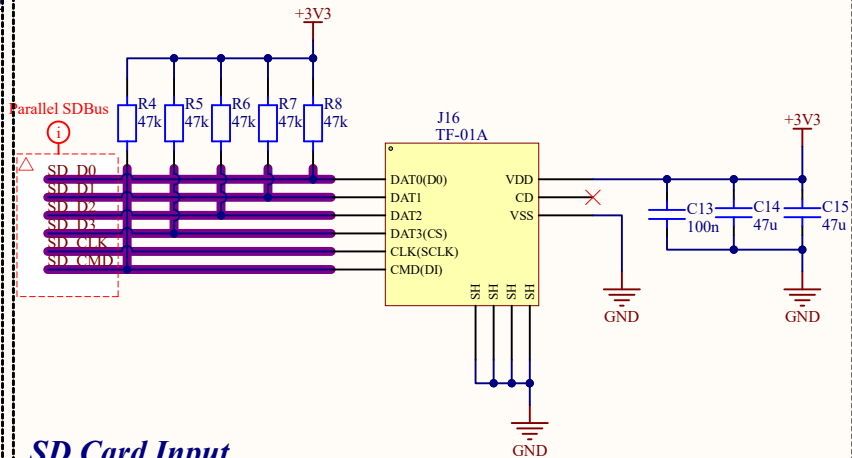 +3V3
R4 R5 R6 R7 R8
47k 47k 47k 47k 47k
Parallel SDBus
i
J16
TF-01A
+3V3
SD_D0
SD_D1
SD_D2
SD_D3
SD_CLK
SD_CMD
DAT0(D0)
DAT1
DAT2
DAT3(CS)
CLK(SCLK)
CMD(DI)
VDD
CD
VSS
SH SH SH SH
C13
100n
C14
47u
C15
47u
GND
GND
GND
SD Card Input